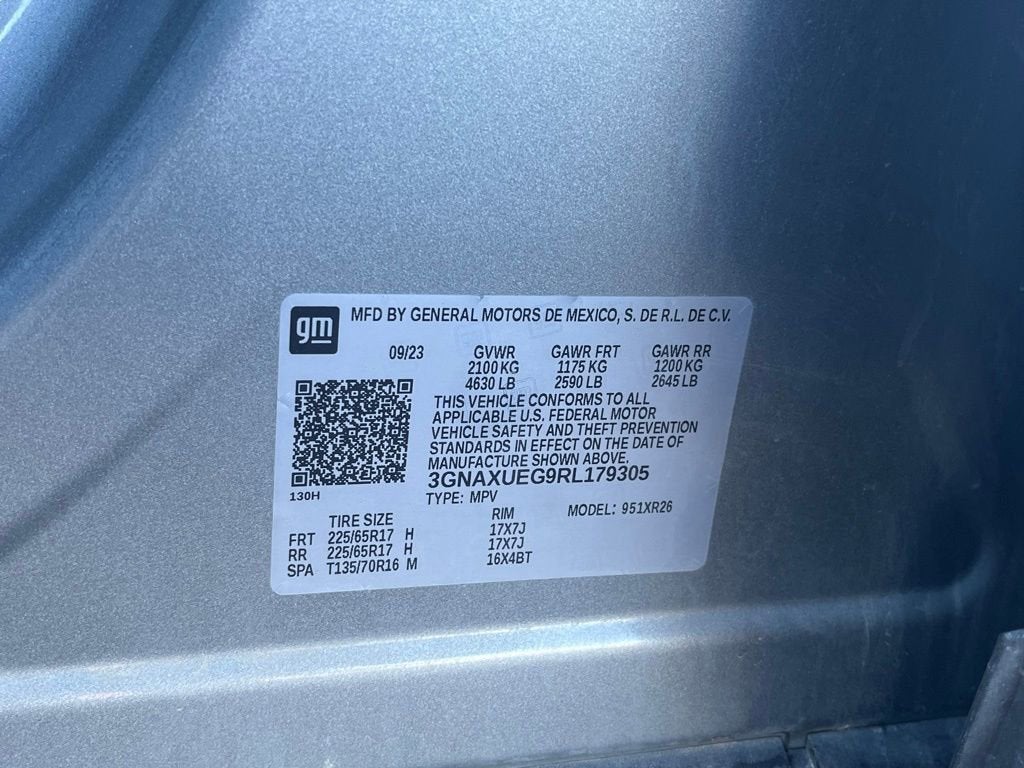 gm MFD BY GENERAL MOTORS DE MEXICO, S. DE R.L. DE C.V.
09/23 GVWR GAWR FRT GAWR RR
2100 KG 1175 KG 1200 KG
4630 LB 2590 LB 2645 LB
THIS VEHICLE CONFORMS TO ALL
APPLICABLE U.S. FEDERAL MOTOR
VEHICLE SAFETY AND THEFT PREVENTION
STANDARDS IN EFFECT ON THE DATE OF
MANUFACTURE SHOWN ABOVE.
3GNAXUEG9RL179305
130H
TYPE: MPV MODEL: 951XR26
TIRE SIZE RIM
FRT 225/65R17 H 17X7J
RR 225/65R17 H 17X7J
SPA T135/70R16 M 16X4BT